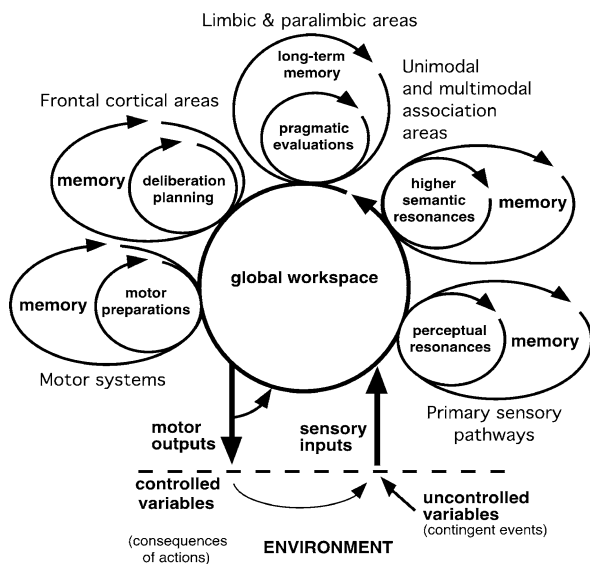 Limbic & paralimbic areas
long-term
memory
pragmatic
evaluations
Unimodal
and multimodal
association
areas
Frontal cortical areas
memory
deliberation
planning
higher
semantic
resonances
memory
global workspace
memory
motor
preparations
perceptual
resonances
memory
Motor systems
Primary sensory
pathways
motor
outputs
sensory
inputs
controlled
variables
uncontrolled
variables
(contingent events)
(consequences
of actions)
ENVIRONMENT